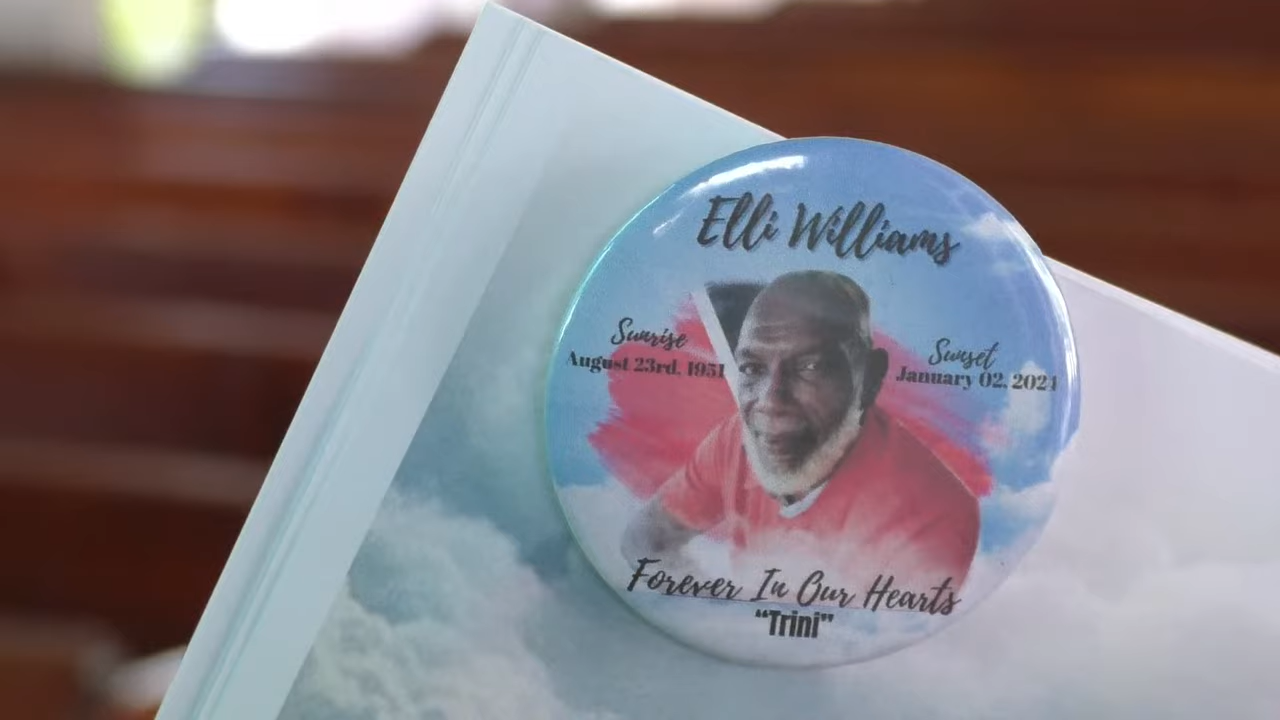 Elli Williams
Sunrise
August 23rd, 1951
Sunset
January 02, 2024
Forever In Our Hearts
“Trini”